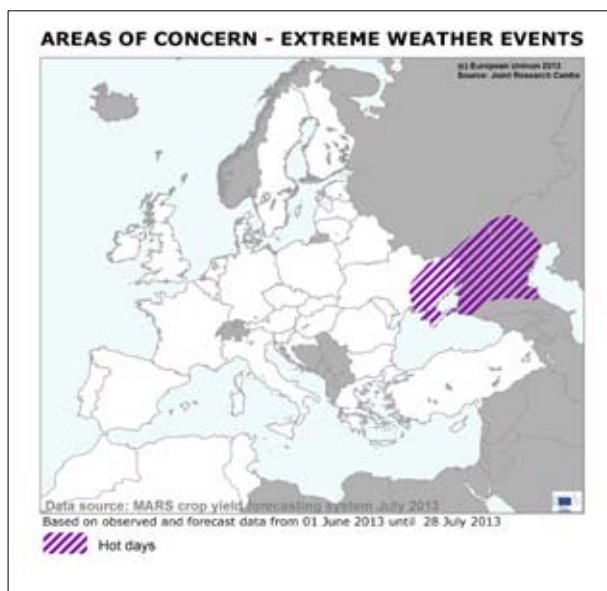 AREAS OF CONCERN - EXTREME WEATHER EVENTS
(c) European Uninon 2013
Source: Joint Research Centre
Data source: MARS crop yield forecasting system July 2013
Based on observed and forecast data from 01 June 2013 until 28 July 2013
Hot days